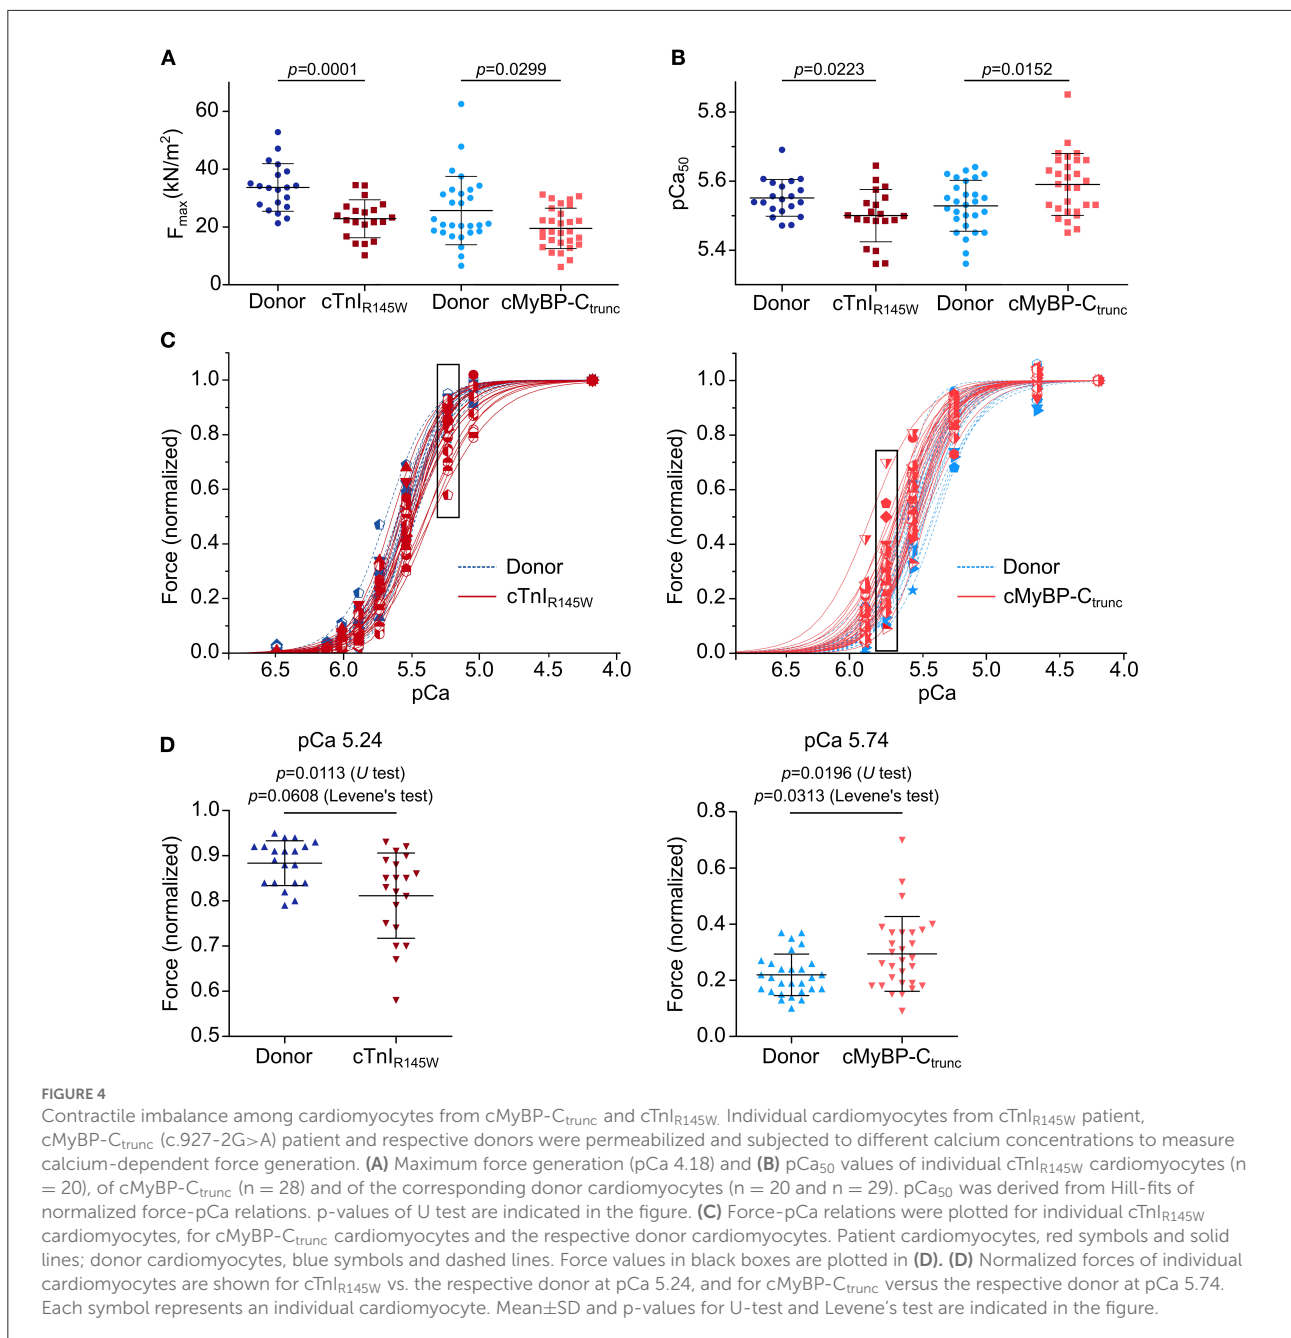 A
p=0.0001
p=0.0299
Fmax(kN/m²)
60
40
20
0
Donor
cTnIR145W
Donor
cMyBP-Ctrunc
B
p=0.0223
p=0.0152
pCa50
5.8
5.6
5.4
Donor
cTnIR145W
Donor
cMyBP-Ctrunc
C
Force (normalized)
1.0
0.8
0.6
0.4
0.2
0.0
Donor
cTnIR145W
6.5
6.0
5.5
5.0
4.5
4.0
pCa
Force (normalized)
1.0
0.8
0.6
0.4
0.2
0.0
Donor
cMyBP-Ctrunc
6.5
6.0
5.5
5.0
4.5
4.0
pCa
D
pCa 5.24
p=0.0113 (U test)
p=0.0608 (Levene's test)
Force (normalized)
1.0
0.9
0.8
0.7
0.6
0.5
Donor
cTnIR145W
pCa 5.74
p=0.0196 (U test)
p=0.0313 (Levene's test)
Force (normalized)
0.8
0.6
0.4
0.2
0.0
Donor
cMyBP-Ctrunc
FIGURE 4
Contractile imbalance among cardiomyocytes from cMyBP-Ctrunc and cTnIR145W. Individual cardiomyocytes from cTnIR145W patient,
cMyBP-Ctrunc (c.927-2G>A) patient and respective donors were permeabilized and subjected to different calcium concentrations to measure
calcium-dependent force generation. (A) Maximum force generation (pCa 4.18) and (B) pCa50 values of individual cTnIR145W cardiomyocytes (n
= 20), of cMyBP-Ctrunc (n = 28) and of the corresponding donor cardiomyocytes (n = 20 and n = 29). pCa50 was derived from Hill-fits of
normalized force-pCa relations. p-values of U test are indicated in the figure. (C) Force-pCa relations were plotted for individual cTnIR145W
cardiomyocytes, for cMyBP-Ctrunc cardiomyocytes and the respective donor cardiomyocytes. Patient cardiomyocytes, red symbols and solid
lines; donor cardiomyocytes, blue symbols and dashed lines. Force values in black boxes are plotted in (D). (D) Normalized forces of individual
cardiomyocytes are shown for cTnIR145W vs. the respective donor at pCa 5.24, and for cMyBP-Ctrunc versus the respective donor at pCa 5.74.
Each symbol represents an individual cardiomyocyte. Mean±SD and p-values for U-test and Levene’s test are indicated in the figure.